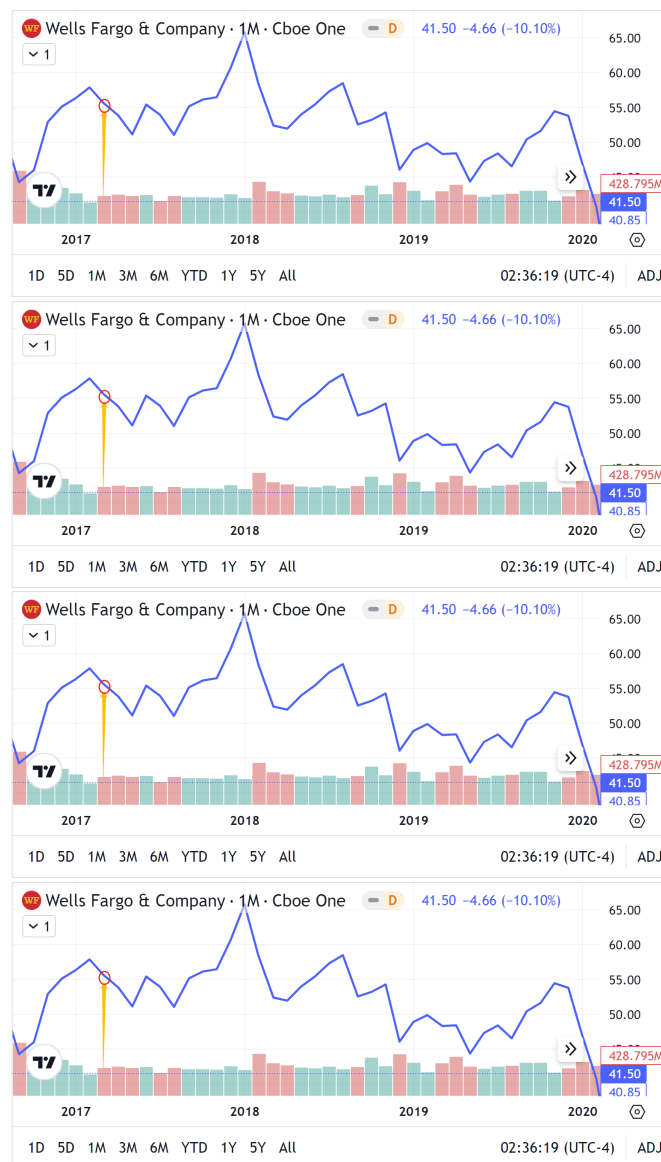 WF Wells Fargo & Company · 1M · Cboe One D 41.50 −4.66 (−10.10%)
1
65.00
60.00
55.00
50.00
428.795M
41.50
40.85
2017 2018 2019 2020
1D 5D 1M 3M 6M YTD 1Y 5Y All 02:36:19 (UTC-4) ADJ
WF Wells Fargo & Company · 1M · Cboe One D 41.50 −4.66 (−10.10%)
1
65.00
60.00
55.00
50.00
428.795M
41.50
40.85
2017 2018 2019 2020
1D 5D 1M 3M 6M YTD 1Y 5Y All 02:36:19 (UTC-4) ADJ
WF Wells Fargo & Company · 1M · Cboe One D 41.50 −4.66 (−10.10%)
1
65.00
60.00
55.00
50.00
428.795M
41.50
40.85
2017 2018 2019 2020
1D 5D 1M 3M 6M YTD 1Y 5Y All 02:36:19 (UTC-4) ADJ
WF Wells Fargo & Company · 1M · Cboe One D 41.50 −4.66 (−10.10%)
1
65.00
60.00
55.00
50.00
428.795M
41.50
40.85
2017 2018 2019 2020
1D 5D 1M 3M 6M YTD 1Y 5Y All 02:36:19 (UTC-4) ADJ